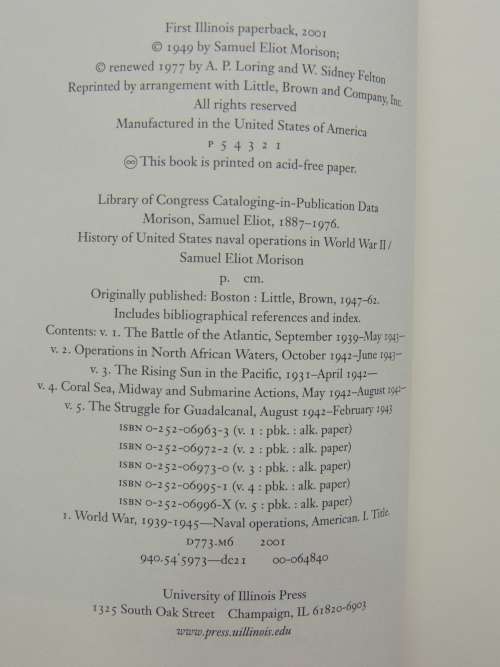 First Illinois paperback, 2001
© 1949 by Samuel Eliot Morison;
© renewed 1977 by A. P. Loring and W. Sidney Felton
Reprinted by arrangement with Little, Brown and Company, Inc.
All rights reserved
Manufactured in the United States of America
P 5 4 3 2 1
♾ This book is printed on acid-free paper.
Library of Congress Cataloging-in-Publication Data
Morison, Samuel Eliot, 1887–1976.
History of United States naval operations in World War II /
Samuel Eliot Morison
p. cm.
Originally published: Boston : Little, Brown, 1947–62.
Includes bibliographical references and index.
Contents: v. 1. The Battle of the Atlantic, September 1939–May 1943—
v. 2. Operations in North African Waters, October 1942–June 1943—
v. 3. The Rising Sun in the Pacific, 1931–April 1942—
v. 4. Coral Sea, Midway and Submarine Actions, May 1942–August 1942—
v. 5. The Struggle for Guadalcanal, August 1942–February 1943
ISBN 0-252-06963-3 (v. 1 : pbk. : alk. paper)
ISBN 0-252-06972-2 (v. 2 : pbk. : alk. paper)
ISBN 0-252-06973-0 (v. 3 : pbk. : alk. paper)
ISBN 0-252-06995-1 (v. 4 : pbk. : alk. paper)
ISBN 0-252-06996-X (v. 5 : pbk. : alk. paper)
1. World War, 1939-1945—Naval operations, American. I. Title.
D773.M6 2001
940.54'5973—dc21 00-064840
University of Illinois Press
1325 South Oak Street Champaign, IL 61820-6903
www.press.uillinois.edu